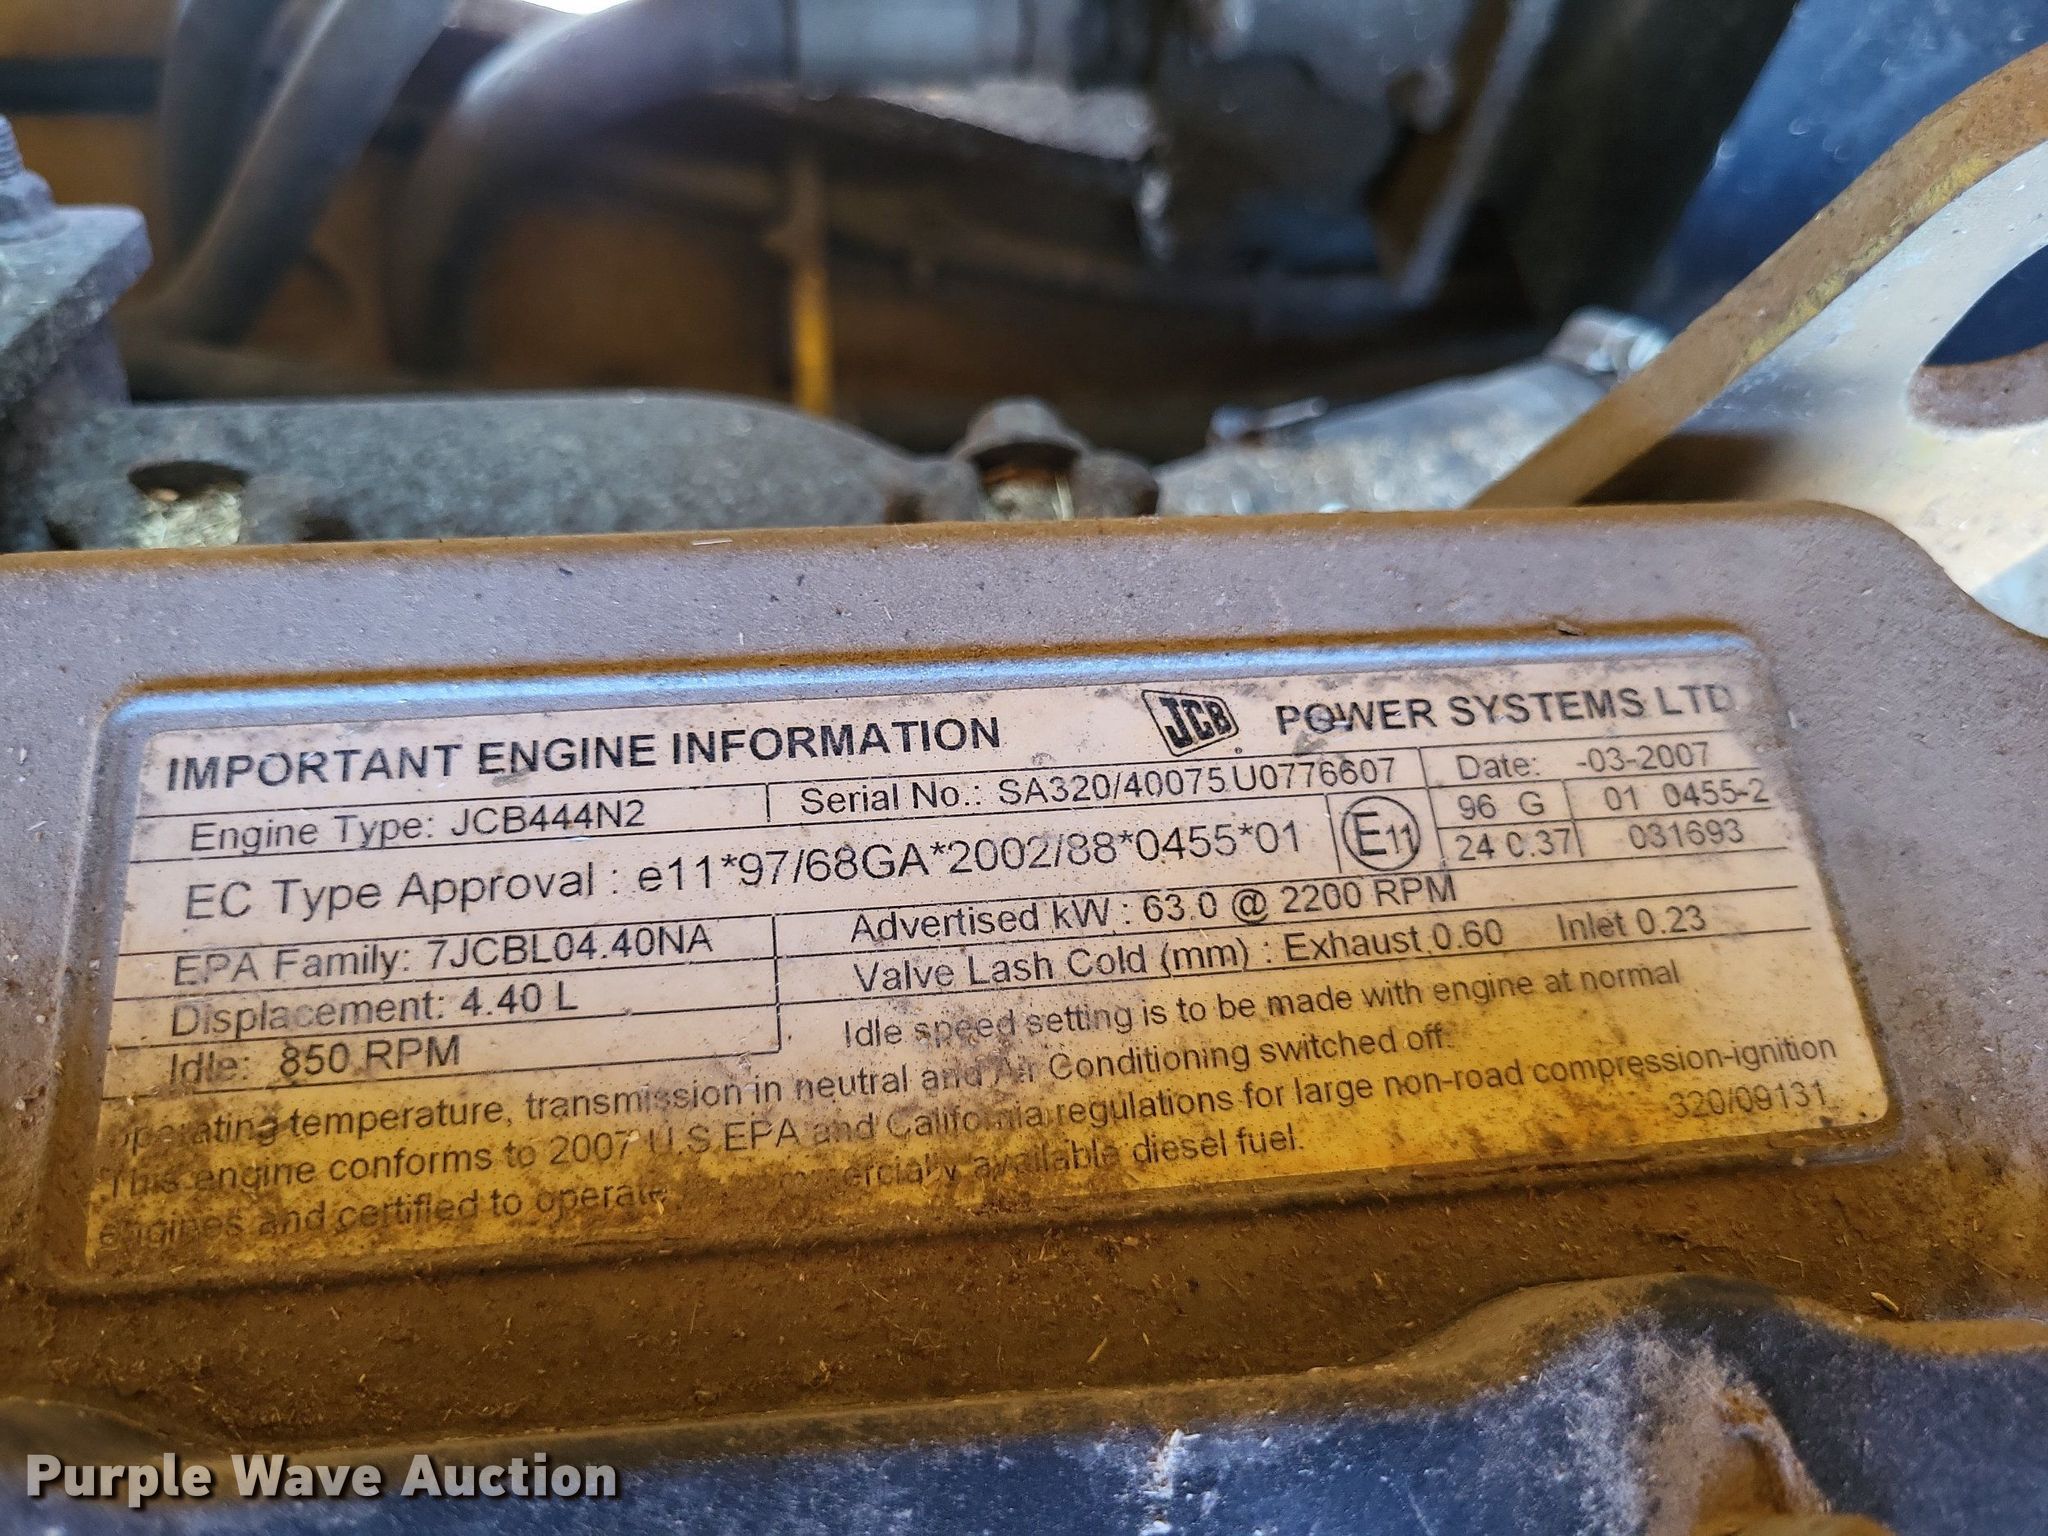 IMPORTANT ENGINE INFORMATION JCB POWER SYSTEMS LTD
Engine Type: JCB444N2 Serial No.: SA320/40075 U0776607 Date: -03-2007
EC Type Approval : e11*97/68GA*2002/88*0455*01 E11 96 G 01 0455-2
24 0.37 031693
EPA Family: 7JCBL04.40NA Advertised kW : 63.0 @ 2200 RPM
Displacement: 4.40 L Valve Lash Cold (mm) : Exhaust 0.60 Inlet 0.23
Idle: 850 RPM Idle speed setting is to be made with engine at normal
operating temperature, transmission in neutral and Air Conditioning switched off.
This engine conforms to 2007 U.S.EPA and California regulations for large non-road compression-ignition
engines and certified to operate commercially available diesel fuel. 320/09131
Purple Wave Auction